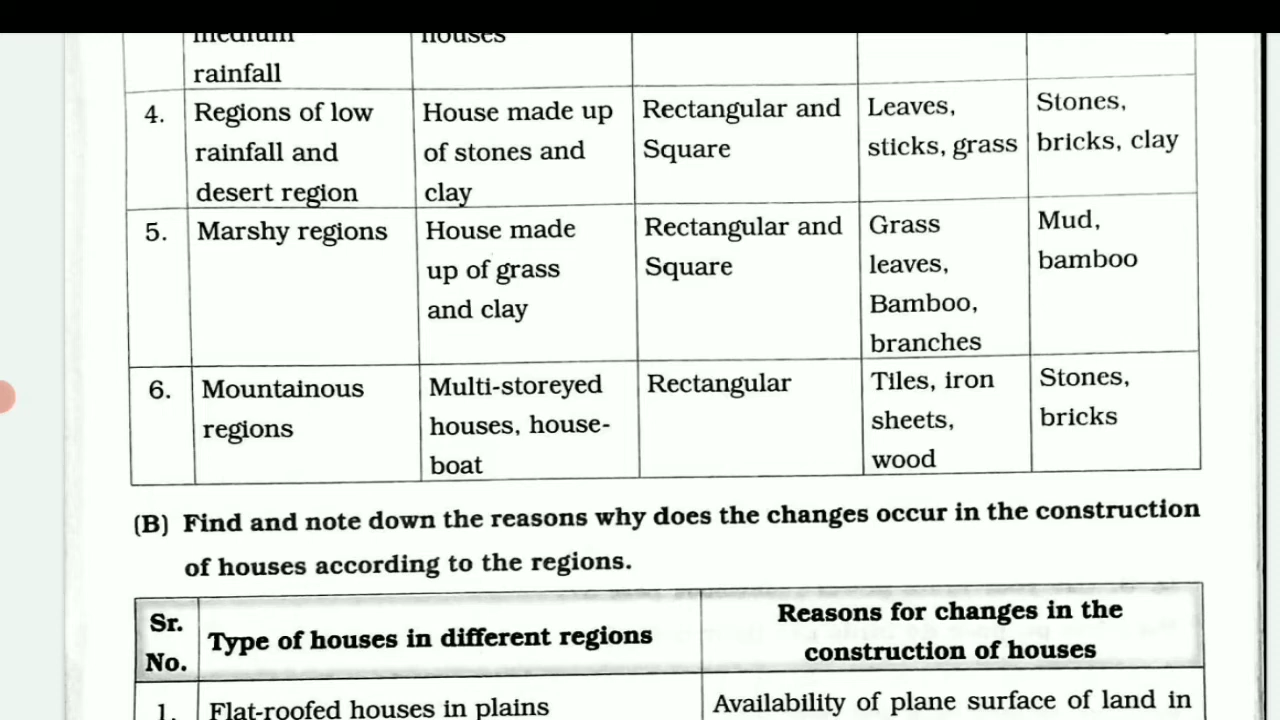 medium houses
rainfall
4. Regions of low House made up Rectangular and Leaves, Stones,
rainfall and of stones and Square sticks, grass bricks, clay
desert region clay
5. Marshy regions House made Rectangular and Grass Mud,
up of grass Square leaves, bamboo
and clay Bamboo,
branches
6. Mountainous Multi-storeyed Rectangular Tiles, iron Stones,
regions houses, house- sheets, bricks
boat wood
(B) Find and note down the reasons why does the changes occur in the construction
of houses according to the regions.
Sr. Type of houses in different regions Reasons for changes in the
No. construction of houses
1. Flat-roofed houses in plains Availability of plane surface of land in